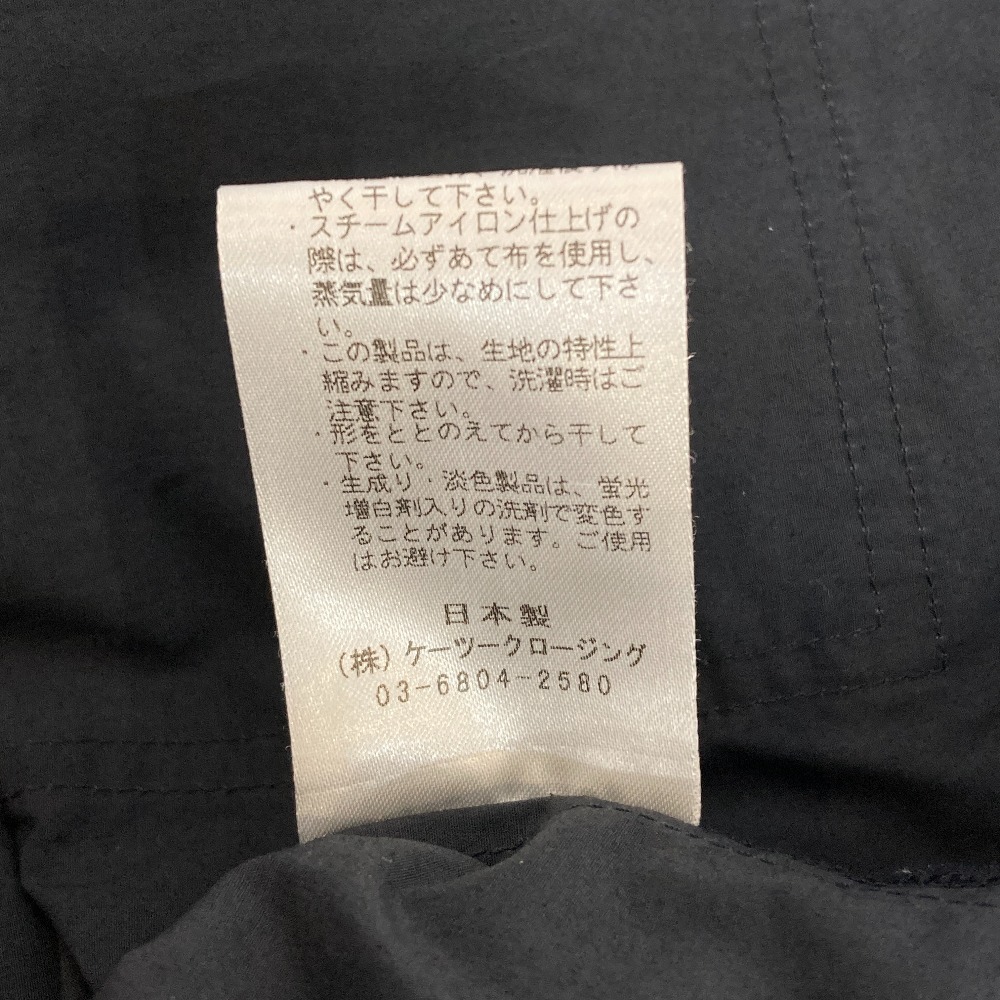 やく干して下さい。
・スチームアイロン仕上げの
際は、必ずあて布を使用し、
蒸気量は少なめにして下さ
い。
・この製品は、生地の特性上
縮みますので、洗濯時はご
注意下さい。
・形をととのえてから干して
下さい。
・生成り・淡色製品は、蛍光
増白剤入りの洗剤で変色す
ることがあります。ご使用
はお避け下さい。
日本製
(株)ケーツークロージング
03-6804-2580